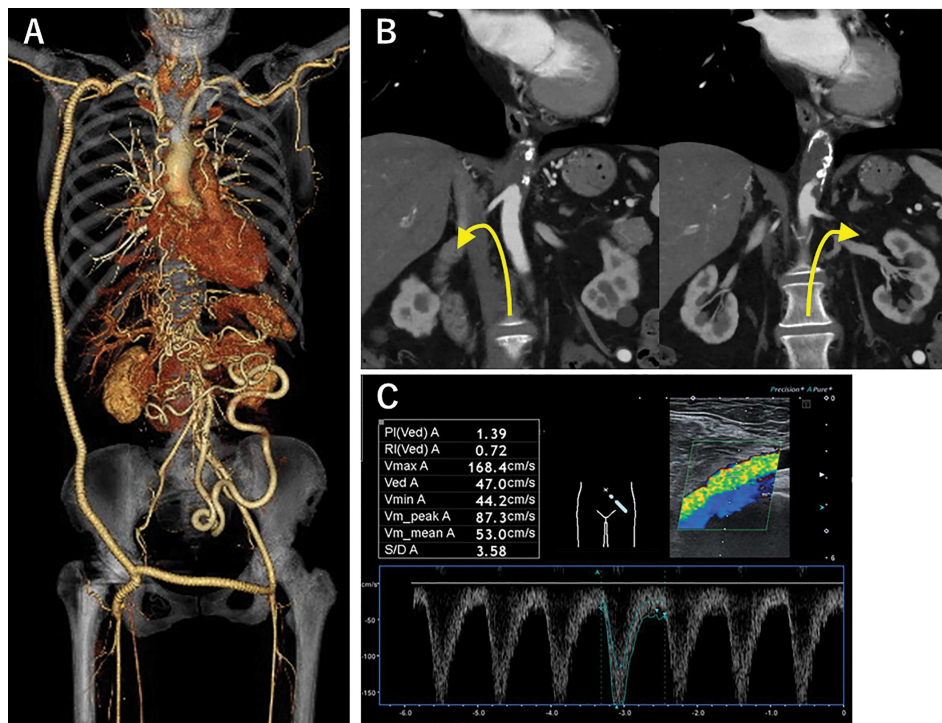 A
B
C
Precision+ A Pure+
PI(Ved) A 1.39
RI(Ved) A 0.72
Vmax A 168.4cm/s
Ved A 47.0cm/s
Vmin A 44.2cm/s
Vm_peak A 87.3cm/s
Vm_mean A 53.0cm/s
S/D A 3.58
0
6
A
cm/s
-50
-100
-150
-6.0 -5.0 -4.0 -3.0 -2.0 -1.0 0